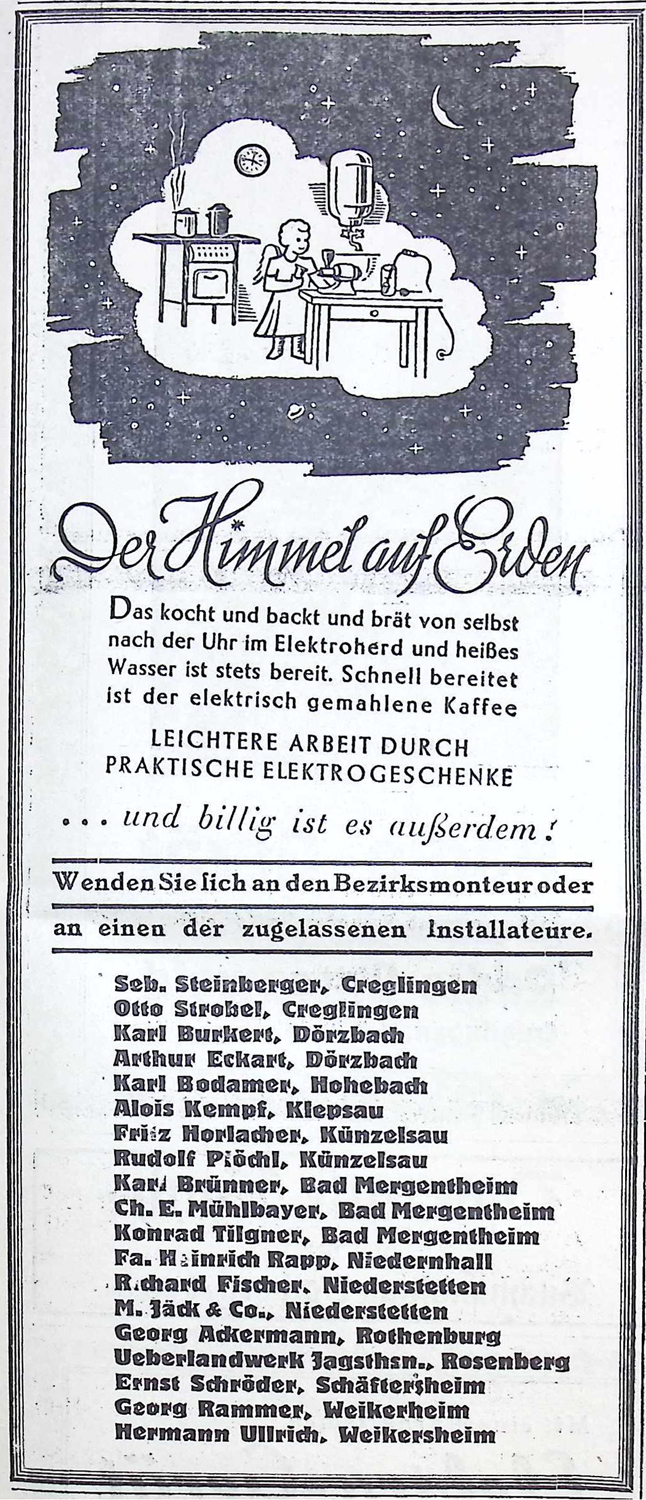 Der Himmel auf Erden
Das kocht und backt und brät von selbst
nach der Uhr im Elektroherd und heißes
Wasser ist stets bereit. Schnell bereitet
ist der elektrisch gemahlene Kaffee
LEICHTERE ARBEIT DURCH
PRAKTISCHE ELEKTROGESCHENKE
... und billig ist es außerdem!
Wenden Sie sich an den Bezirksmonteur oder
an einen der zugelassenen Installateure.
Seb. Steinberger, Creglingen
Otto Strobel, Creglingen
Karl Burkert, Dörzbach
Arthur Eckart, Dörzbach
Karl Bodamer, Hohebach
Alois Kempf, Klepsau
Fritz Horlacher, Künzelsau
Rudolf Plöchl, Künzelsau
Karl Brünner, Bad Mergentheim
Ch. E. Mühlbayer, Bad Mergentheim
Konrad Tilgner, Bad Mergentheim
Fa. Heinrich Rapp, Niedernhall
Richard Fischer, Niederstetten
M. Jäck & Co., Niederstetten
Georg Ackermann, Rothenburg
Ueberlandwerk Jagsthsn., Rosenberg
Ernst Schröder, Schäftersheim
Georg Rammer, Weikerheim
Hermann Ullrich, Weikersheim